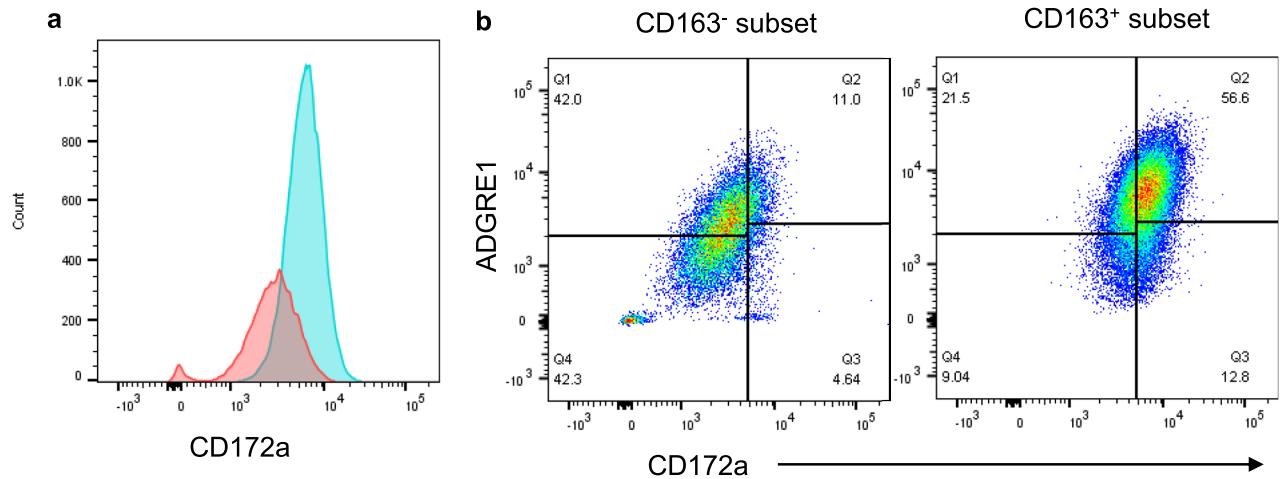 a
1.0K
800
600
400
200
0
Count
-10³
0
10³
10⁴
10⁵
CD172a
b
CD163⁻ subset
CD163⁺ subset
Q1
42.0
Q2
11.0
Q4
42.3
Q3
4.64
10⁵
10⁴
10³
0
-10³
ADGRE1
-10³
0
10³
10⁴
10⁵
Q1
21.5
Q2
56.6
Q4
9.04
Q3
12.8
10⁵
10⁴
10³
0
-10³
-10³
0
10³
10⁴
10⁵
CD172a